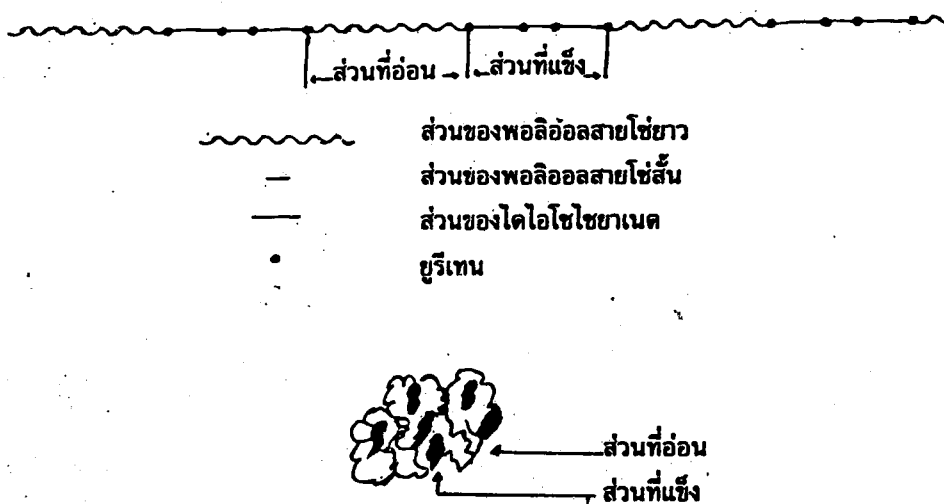 ส่วนที่อ่อน ส่วนที่แข็ง
ส่วนของพอลิอ้อลสายโซ่ยาว
ส่วนของพอลิออลสายโซ่สั้น
ส่วนของไดไอโซไซยาเนต
ยูรีเทน
ส่วนที่อ่อน
ส่วนที่แข็ง